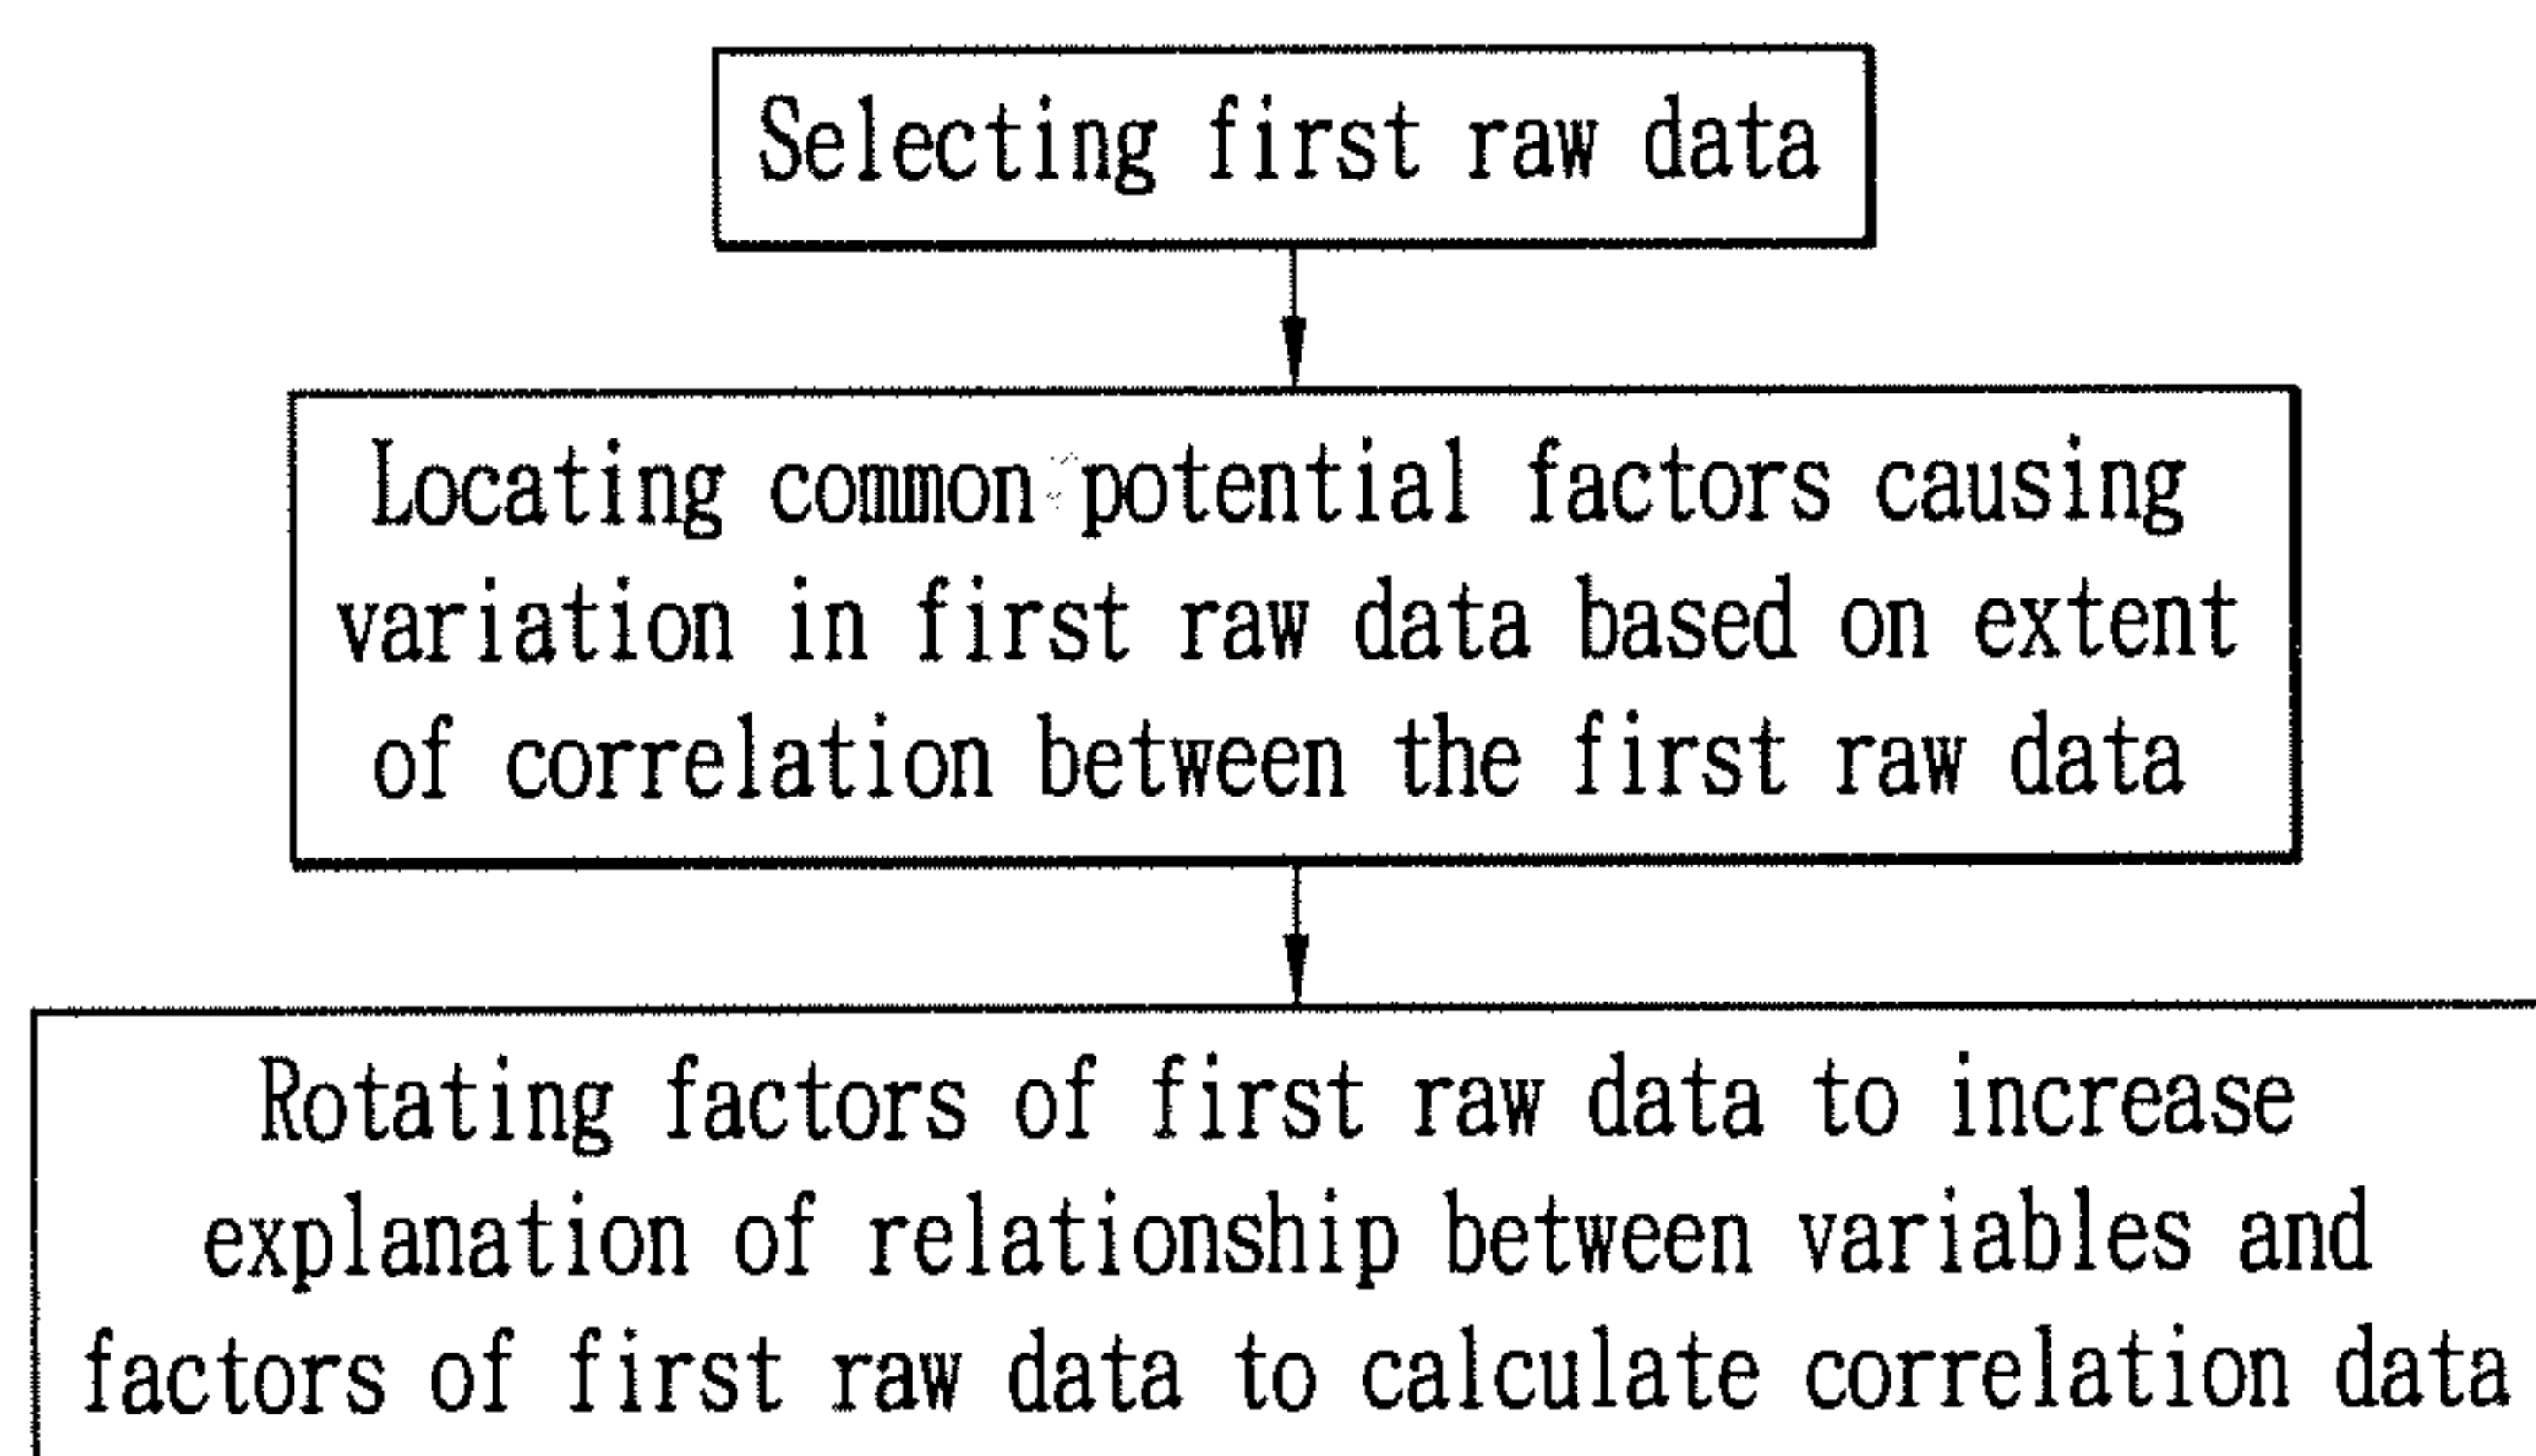 Selecting first raw data
Locating common potential factors causing
variation in first raw data based on extent
of correlation between the first raw data
Rotating factors of first raw data to increase
explanation of relationship between variables and
factors of first raw data to calculate correlation data